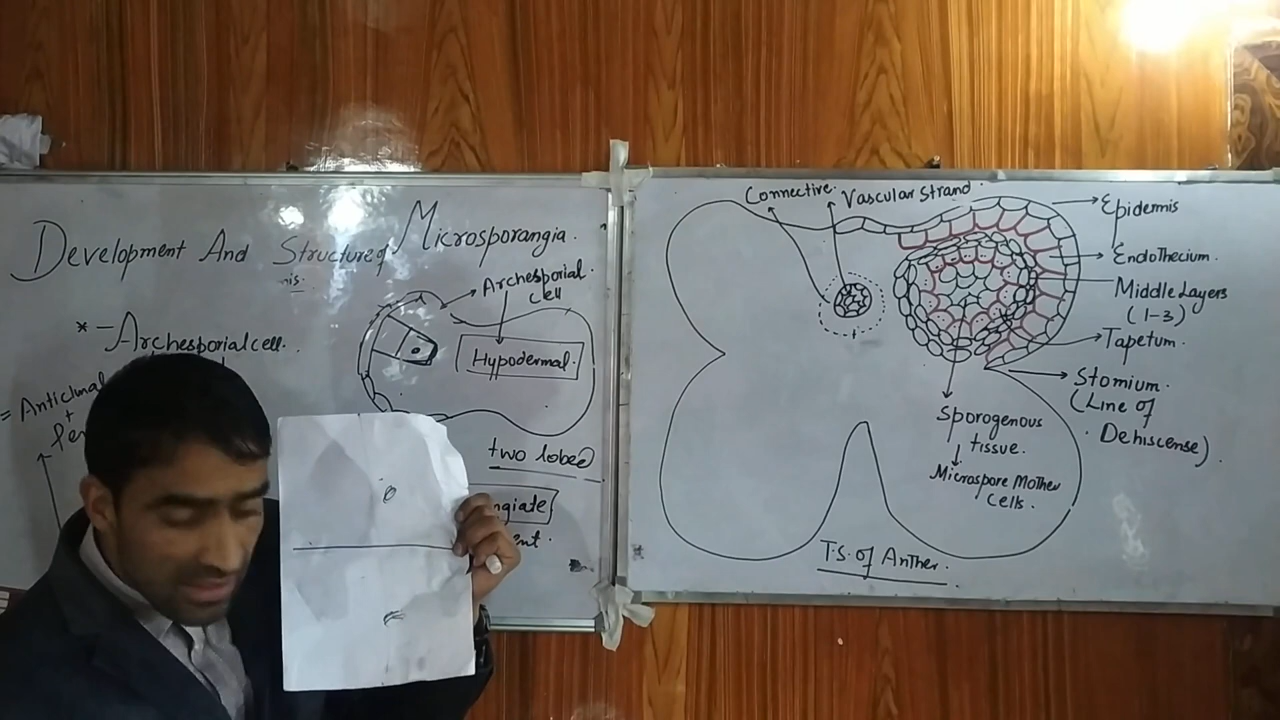 Development And Structure of Microsporangia.
* - Archesporial cell.
= Anticlinal
+
Archesporial
cell
Hypodermal.
two lobed
Connective.
Vascular Strand
Epidmis
Endothecium.
Middle Layers
(1-3)
Tapetum.
Stomium.
(Line of
Dehiscense)
Sporogenous
tissue.
Microspore Mother
Cells.
T.S. of Anther.